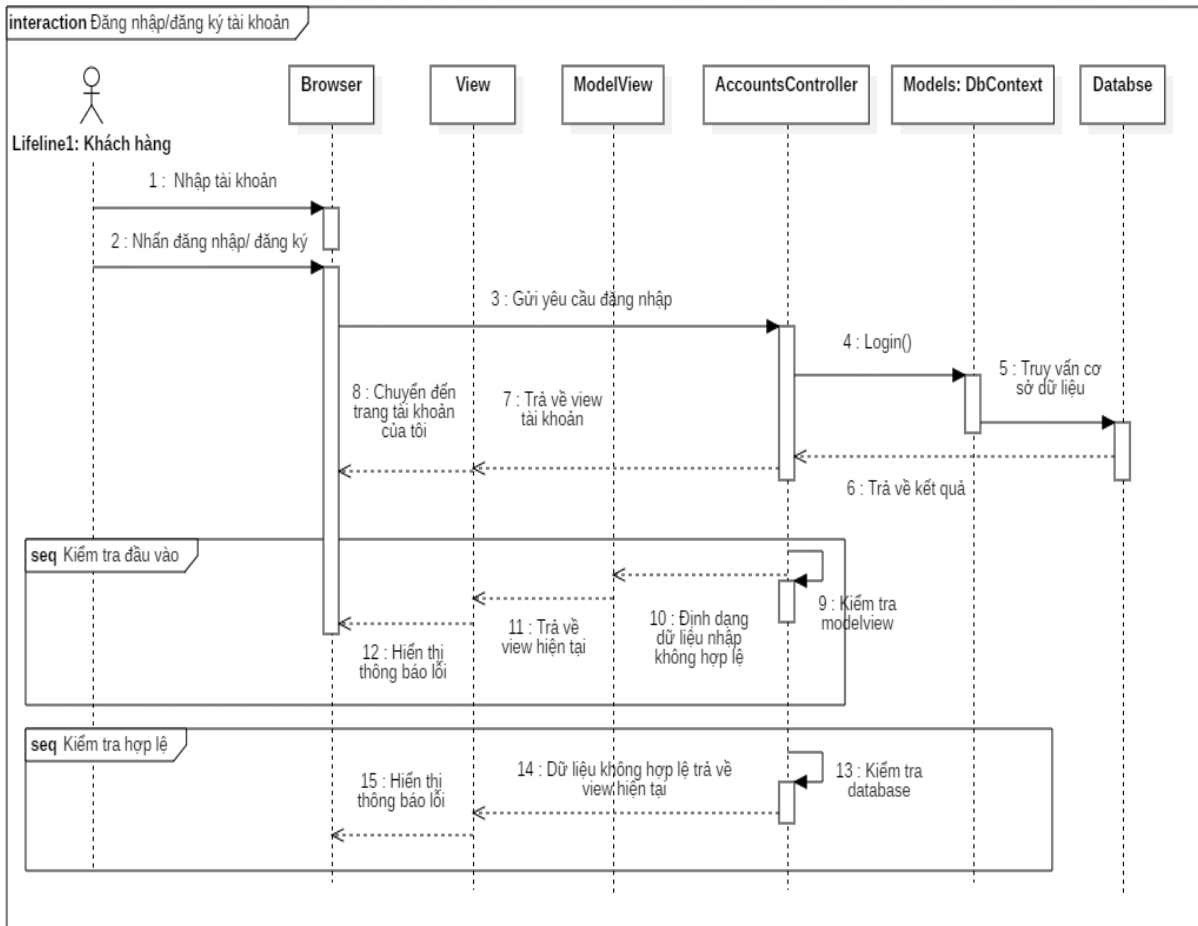 interaction Đăng nhập/đăng ký tài khoản
Browser
View
ModelView
AccountsController
Models: DbContext
Databse
Lifeline1: Khách hàng
1 : Nhập tài khoản
2 : Nhấn đăng nhập/ đăng ký
3 : Gửi yêu cầu đăng nhập
4 : Login()
5 : Truy vấn cơ
sở dữ liệu
8 : Chuyển đến
trang tài khoản
của tôi
7 : Trả về view
tài khoản
6 : Trả về kết quả
seq Kiểm tra đầu vào
9 : Kiểm tra
modelview
10 : Định dạng
dữ liệu nhập
không hợp lệ
11 : Trả về
view hiện tại
12 : Hiển thị
thông báo lỗi
seq Kiểm tra hợp lệ
13 : Kiểm tra
database
14 : Dữ liệu không hợp lệ trả về
view hiện tại
15 : Hiển thị
thông báo lỗi